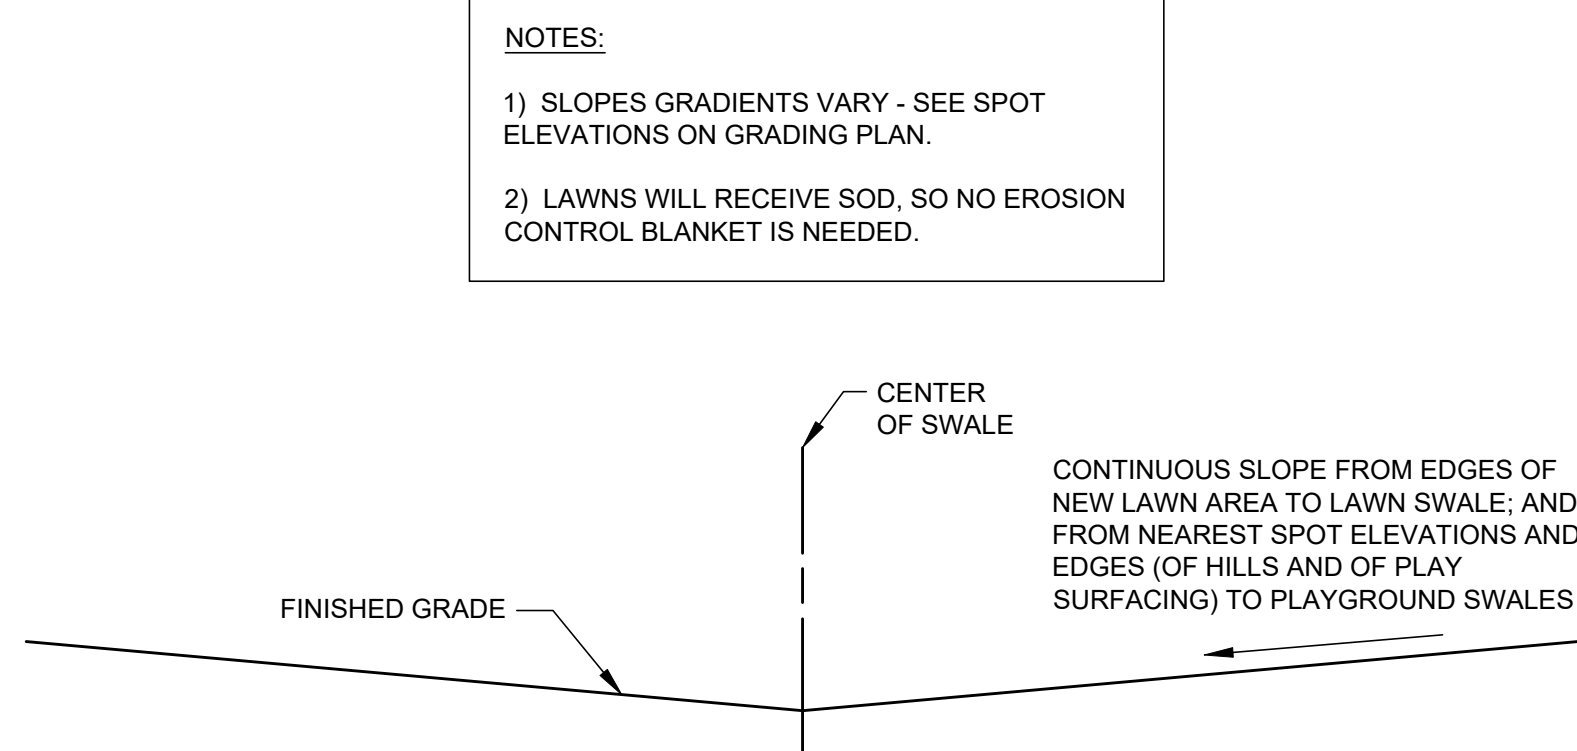 NOTES:
1) SLOPES GRADIENTS VARY - SEE SPOT
ELEVATIONS ON GRADING PLAN.
2) LAWNS WILL RECEIVE SOD, SO NO EROSION
CONTROL BLANKET IS NEEDED.
CENTER
OF SWALE
CONTINUOUS SLOPE FROM EDGES OF
NEW LAWN AREA TO LAWN SWALE; AND
FROM NEAREST SPOT ELEVATIONS AND
EDGES (OF HILLS AND OF PLAY
SURFACING) TO PLAYGROUND SWALES
FINISHED GRADE